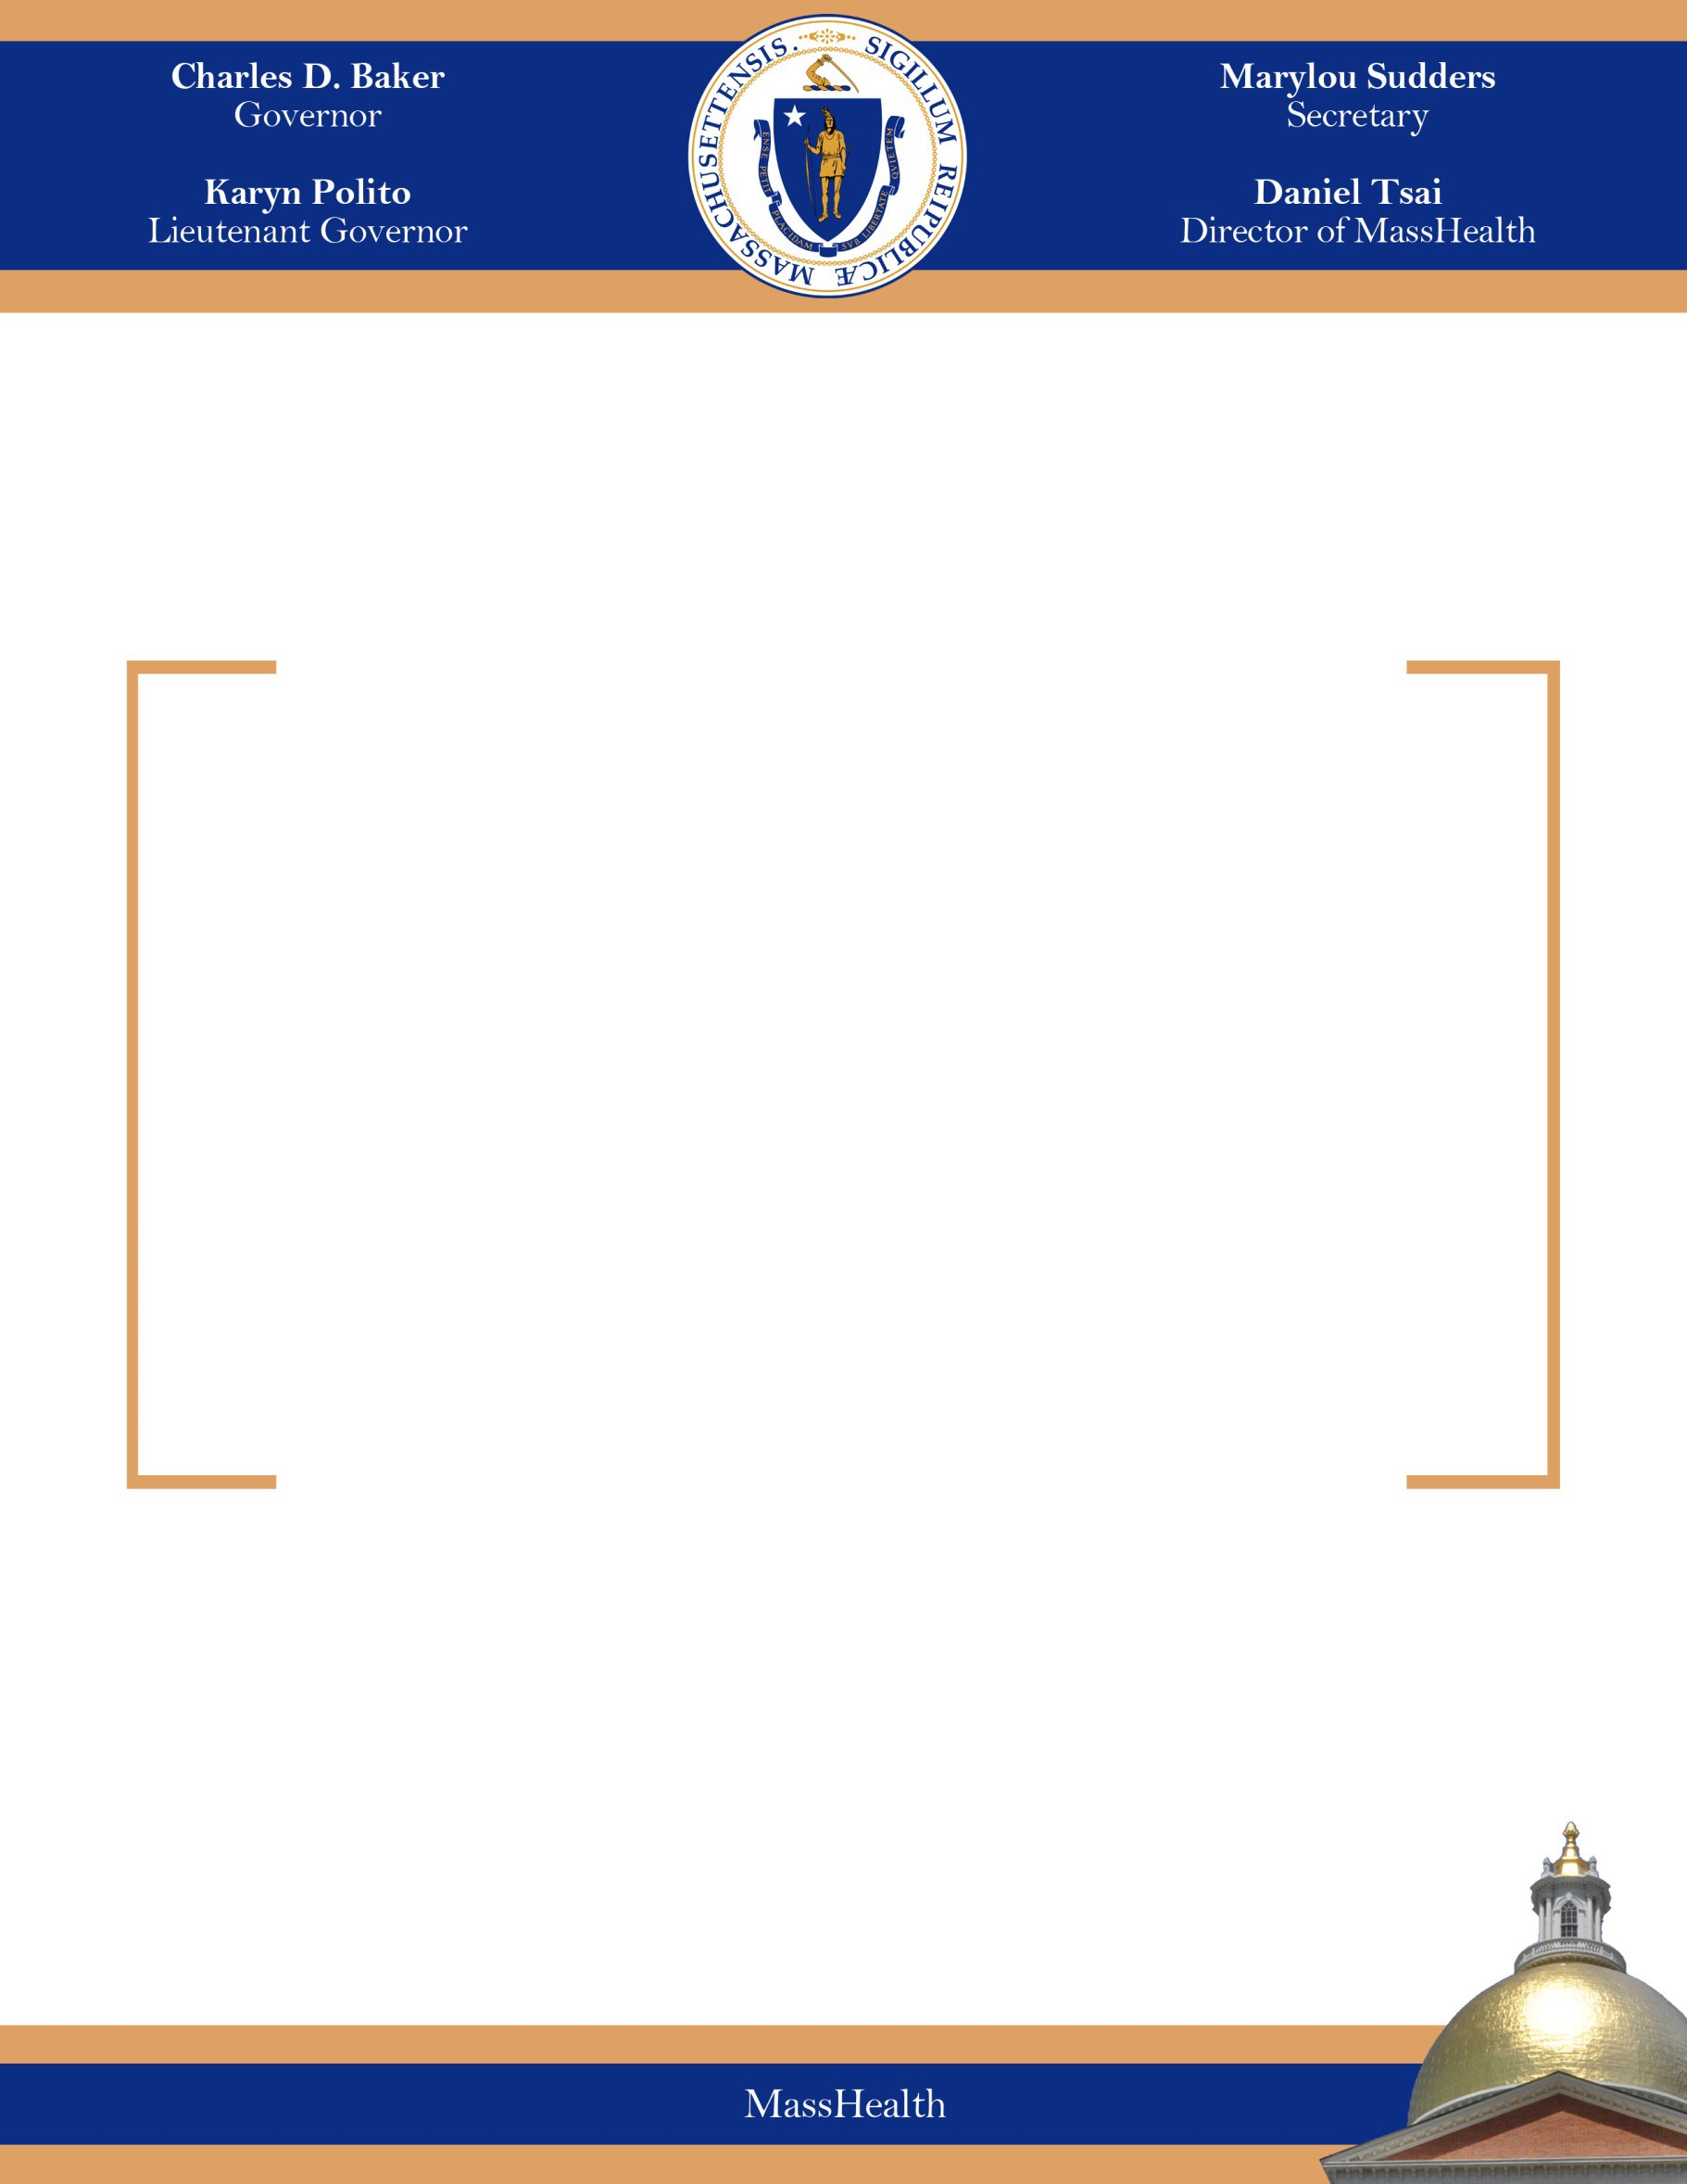 Charles D. Baker
Governor
Karyn Polito
Lieutenant Governor
SIGILLUM REIPUBLICÆ MASSACHUSETTENSIS.
ENSE PETIT PLACIDAM SVB LIBERTATE QVIETEM
Marylou Sudders
Secretary
Daniel Tsai
Director of MassHealth
MassHealth